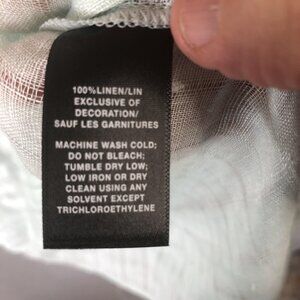 100%LINEN/LIN
EXCLUSIVE OF
DECORATION/
SAUF LES GARNITURES
MACHINE WASH COLD;
DO NOT BLEACH;
TUMBLE DRY LOW;
LOW IRON OR DRY
CLEAN USING ANY
SOLVENT EXCEPT
TRICHLOROETHYLENE